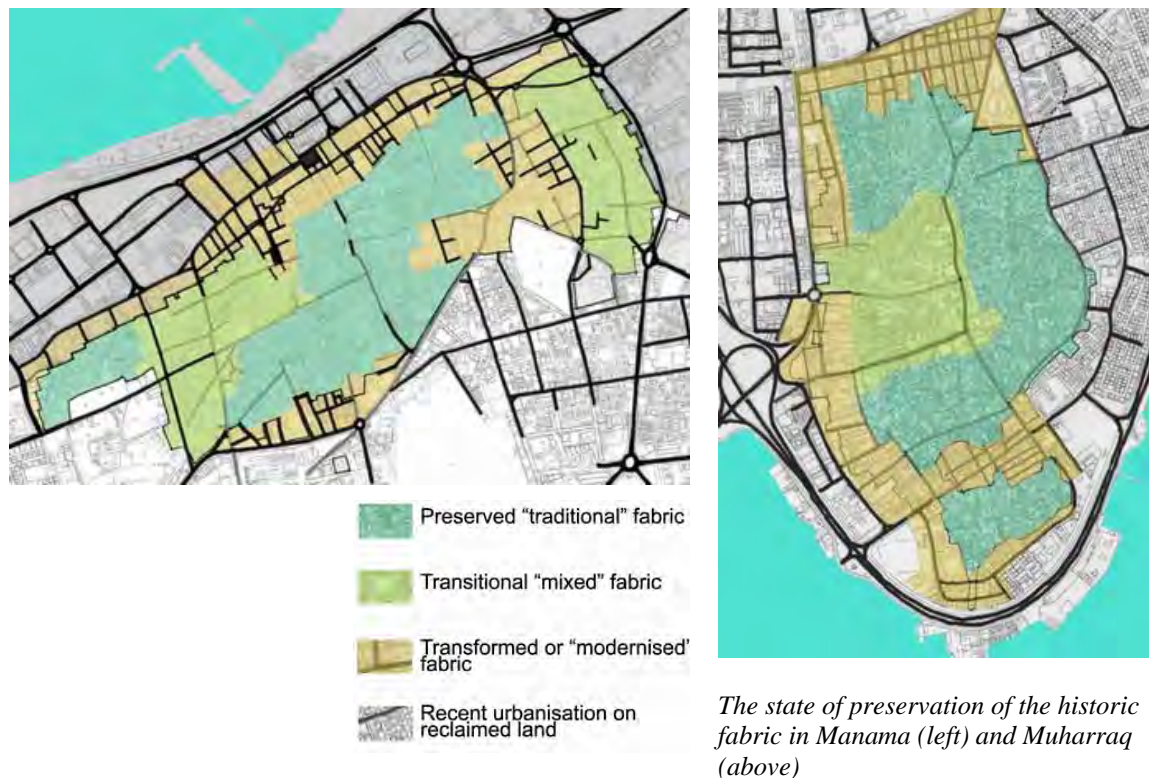 Preserved "traditional" fabric
Transitional "mixed" fabric
Transformed or "modernised'
fabric
Recent urbanisation on
reclaimed land
The state of preservation of the historic
fabric in Manama (left) and Muharraq
(above)